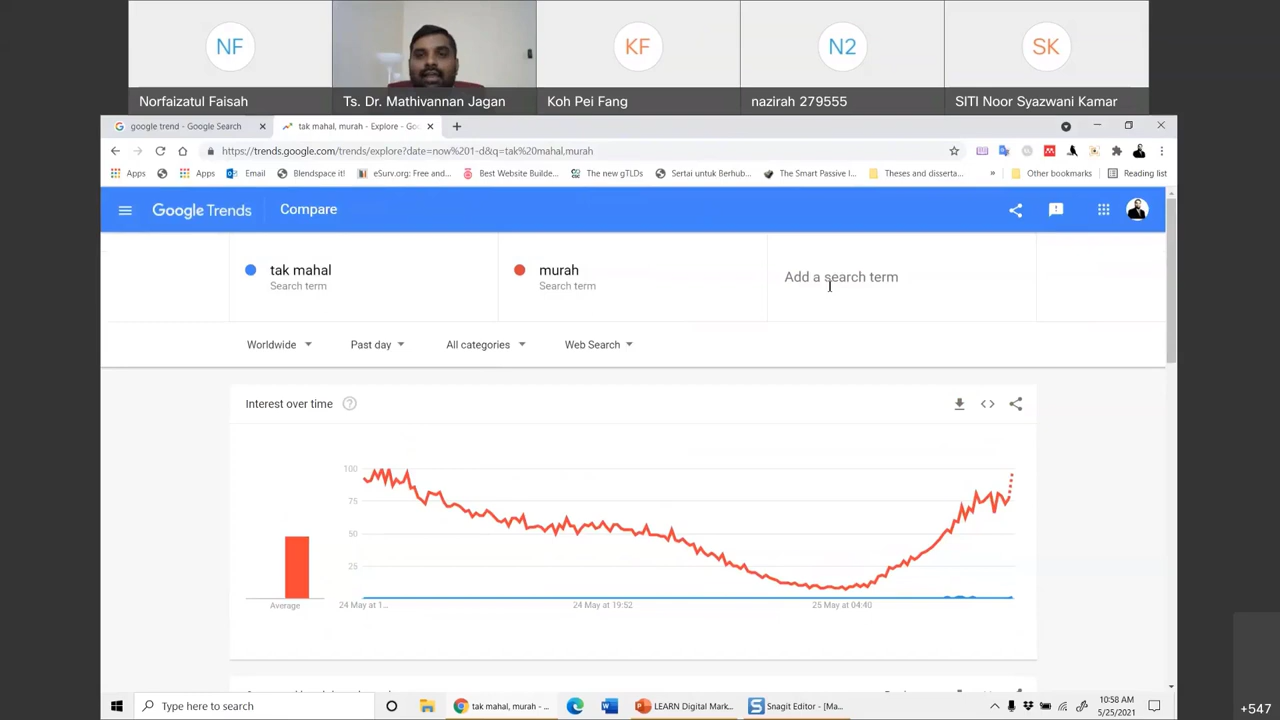 NF
KF
N2
SK
Norfaizatul Faisah
Ts. Dr. Mathivannan Jagan
Koh Pei Fang
nazirah 279555
SITI Noor Syazwani Kamar
google trend - Google Search
tak mahal, murah - Explore - Goo
https://trends.google.com/trends/explore?date=now%201-d&q=tak%20mahal,murah
Apps
Apps
Email
Blendspace it!
eSurv.org: Free and...
Best Website Builde...
The new gTLDs
Sertai untuk Berhub...
The Smart Passive I...
Theses and disserta...
»
Other bookmarks
Reading list
Google Trends
Compare
tak mahal
Search term
murah
Search term
Add a search term
Worldwide
Past day
All categories
Web Search
Interest over time
100
75
50
25
Average
24 May at 1...
24 May at 19:52
25 May at 04:40
Type here to search
tak mahal, murah - ...
LEARN Digital Mark...
Snagit Editor - [Ma...
10:58 AM
5/25/2021
+547